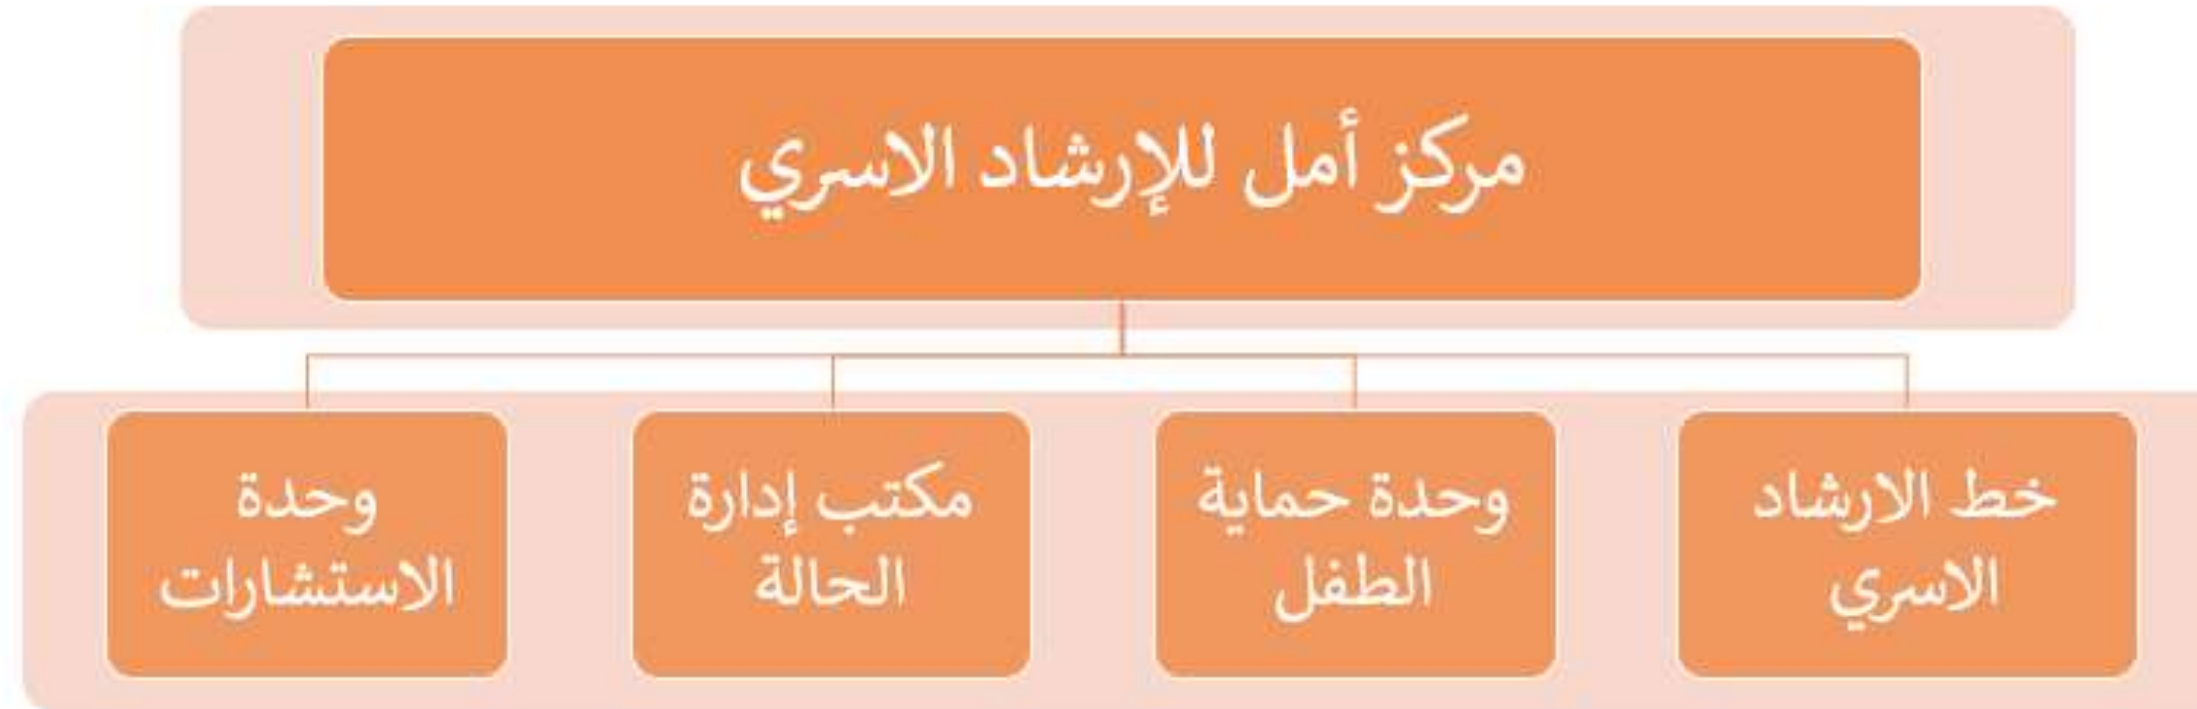 مركز أمل للإرشاد الاسري
خط الارشاد
الاسري
وحدة حماية
الطفل
مكتب إدارة
الحالة
وحدة
الاستشارات